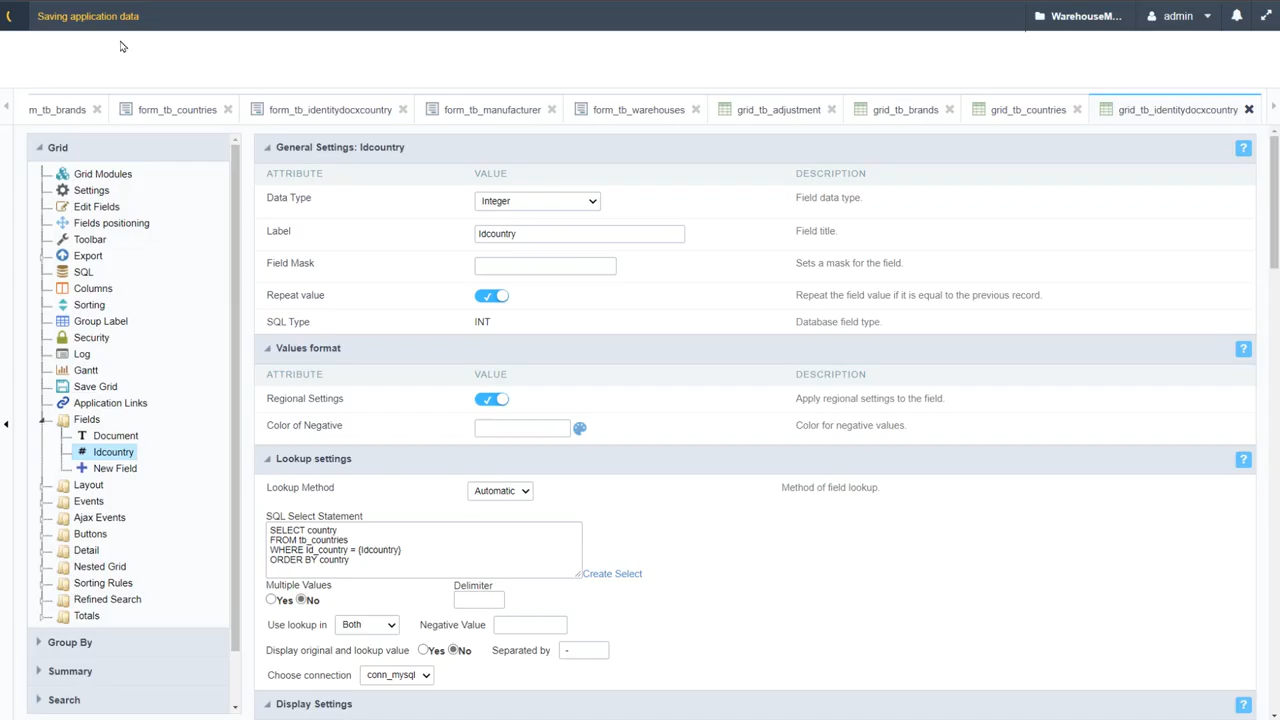 Saving application data
WarehouseM...
admin
m_tb_brands
form_tb_countries
form_tb_identitydocxcountry
form_tb_manufacturer
form_tb_warehouses
grid_tb_adjustment
grid_tb_brands
grid_tb_countries
grid_tb_identitydocxcountry
Grid
Grid Modules
Settings
Edit Fields
Fields positioning
Toolbar
Export
SQL
Columns
Sorting
Group Label
Security
Log
Gantt
Save Grid
Application Links
Fields
T Document
# Idcountry
New Field
Layout
Events
Ajax Events
Buttons
Detail
Nested Grid
Sorting Rules
Refined Search
Totals
Group By
Summary
Search
General Settings: Idcountry
?
ATTRIBUTE VALUE DESCRIPTION
Data Type Integer Field data type.
Label Idcountry Field title.
Field Mask Sets a mask for the field.
Repeat value Repeat the field value if it is equal to the previous record.
SQL Type INT Database field type.
Values format
?
ATTRIBUTE VALUE DESCRIPTION
Regional Settings Apply regional settings to the field.
Color of Negative Color for negative values.
Lookup settings
?
Lookup Method Automatic Method of field lookup.
SQL Select Statement
SELECT country
FROM tb_countries
WHERE Id_country = {Idcountry}
ORDER BY country
Create Select
Multiple Values Delimiter
Yes No
Use lookup in Both Negative Value
Display original and lookup value Yes No Separated by -
Choose connection conn_mysql
Display Settings
?